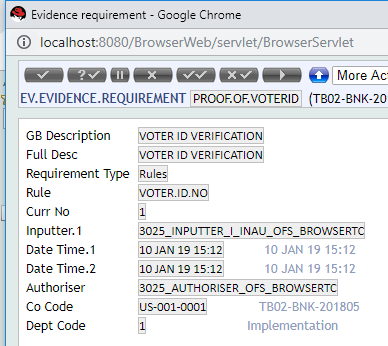 Evidence requirement - Google Chrome
localhost:8080/BrowserWeb/servlet/BrowserServlet
More Act
EV.EVIDENCE.REQUIREMENT PROOF.OF.VOTERID (TB02-BNK-201
GB Description VOTER ID VERIFICATION
Full Desc VOTER ID VERIFICATION
Requirement Type Rules
Rule VOTER.ID.NO
Curr No 1
Inputter.1 3025_INPUTTER_I_INAU_OFS_BROWSERTC
Date Time.1 10 JAN 19 15:12 10 JAN 19 15:12
Date Time.2 10 JAN 19 15:12 10 JAN 19 15:12
Authoriser 3025_AUTHORISER_OFS_BROWSERTC
Co Code US-001-0001 TB02-BNK-201805
Dept Code 1 Implementation